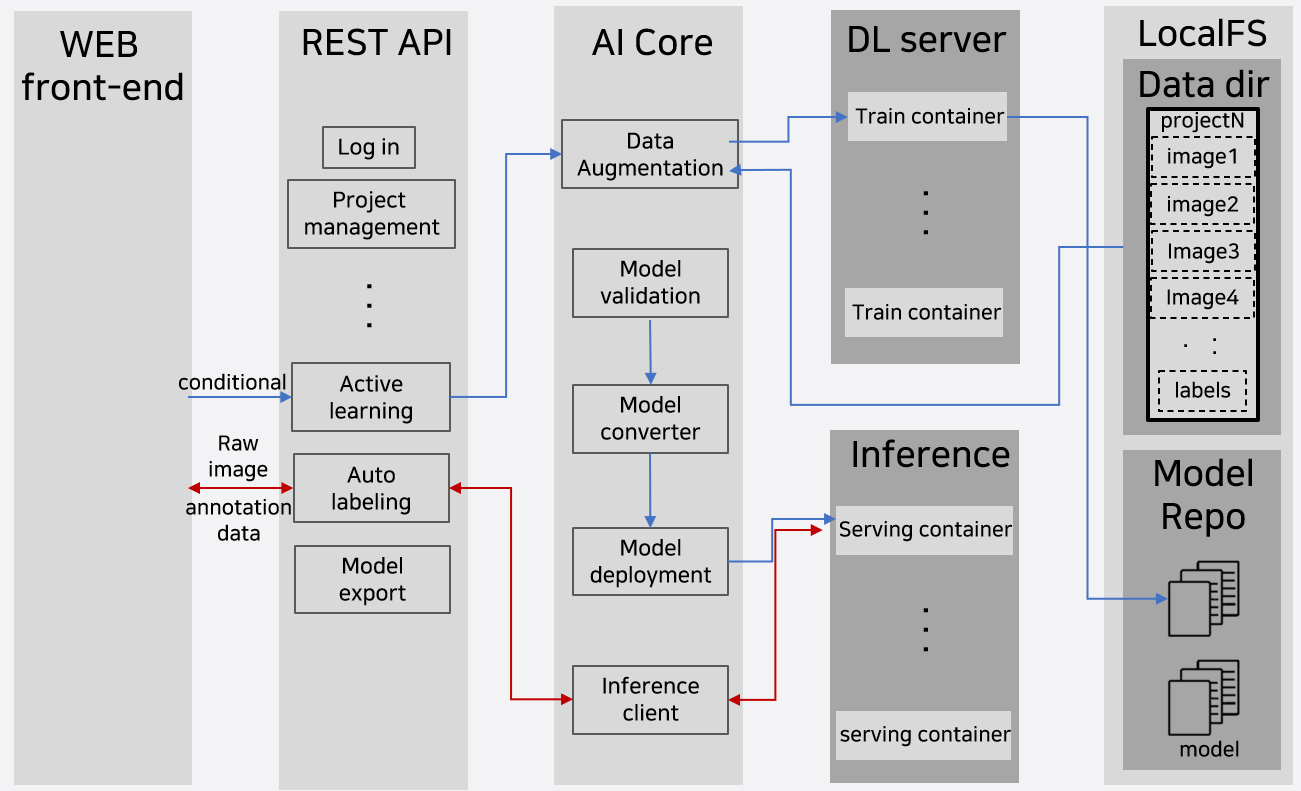 WEB
front-end
conditional
Raw
image
annotation
data
REST API
Log in
Project
management
Active
learning
Auto
labeling
Model
export
AI Core
Data
Augmentation
Model
validation
Model
converter
Model
deployment
Inference
client
DL server
Train container
Train container
Inference
Serving container
serving container
LocalFS
Data dir
projectN
image1
image2
Image3
Image4
labels
Model
Repo
model